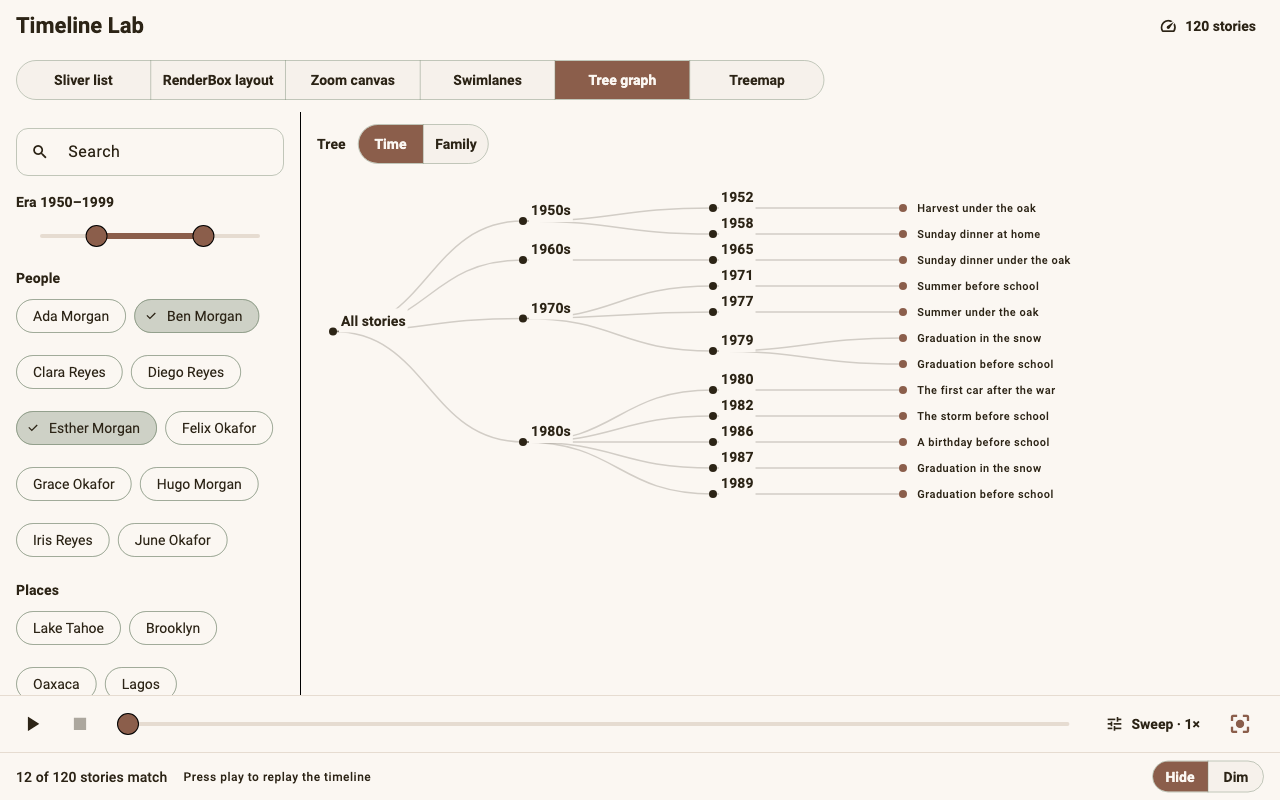 Timeline Lab
120 stories
Sliver list
RenderBox layout
Zoom canvas
Swimlanes
Tree graph
Treemap
Search
Era 1950–1999
People
Ada Morgan
Ben Morgan
Clara Reyes
Diego Reyes
Esther Morgan
Felix Okafor
Grace Okafor
Hugo Morgan
Iris Reyes
June Okafor
Places
Lake Tahoe
Brooklyn
Oaxaca
Lagos
Tree
Time
Family
All stories
1950s
1960s
1970s
1980s
1952
1958
1965
1971
1977
1979
1980
1982
1986
1987
1989
Harvest under the oak
Sunday dinner at home
Sunday dinner under the oak
Summer before school
Summer under the oak
Graduation in the snow
Graduation before school
The first car after the war
The storm before school
A birthday before school
Graduation in the snow
Graduation before school
Sweep · 1×
12 of 120 stories match
Press play to replay the timeline
Hide
Dim